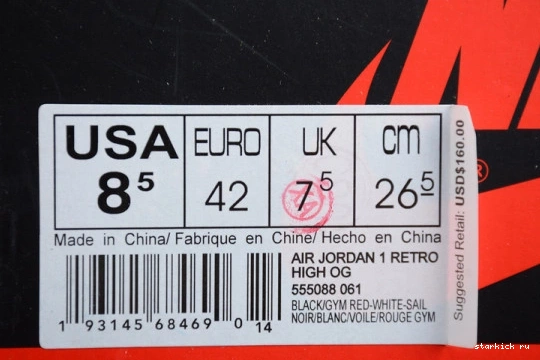 USA EURO UK cm
8⁵ 42 7⁵ 26⁵
Made in China/ Fabrique en Chine/ Hecho en China
AIR JORDAN 1 RETRO
HIGH OG
555088 061
BLACK/GYM RED-WHITE-SAIL
NOIR/BLANC/VOILE/ROUGE GYM
1 93145 68469 0 14
Suggested Retail: USD$160.00
®
starkick ru